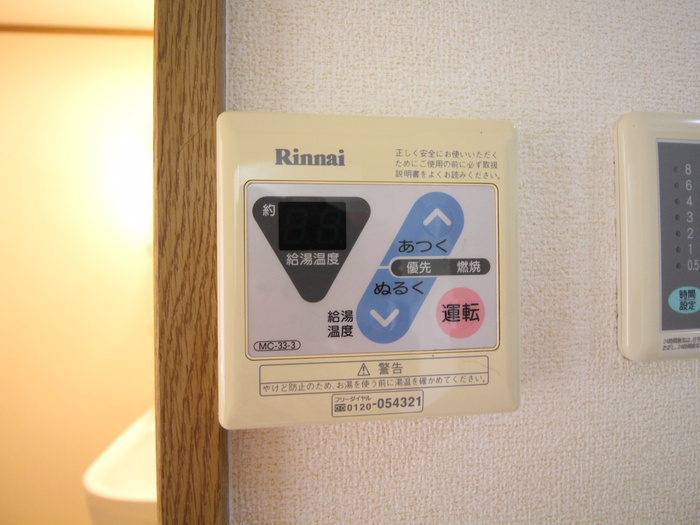 Rinnai
正しく安全にお使いいただく
ためにご使用の前に必ず取扱
説明書をよくお読みください。
約
給湯温度
あつく
優先 燃焼
ぬるく
給湯
温度
運転
MC-33-3
警告
やけど防止のため、お湯を使う前に湯温を確かめてください。
フリーダイヤル
0120-054321
8
6
4
3
2
1
0.5
時間
設定